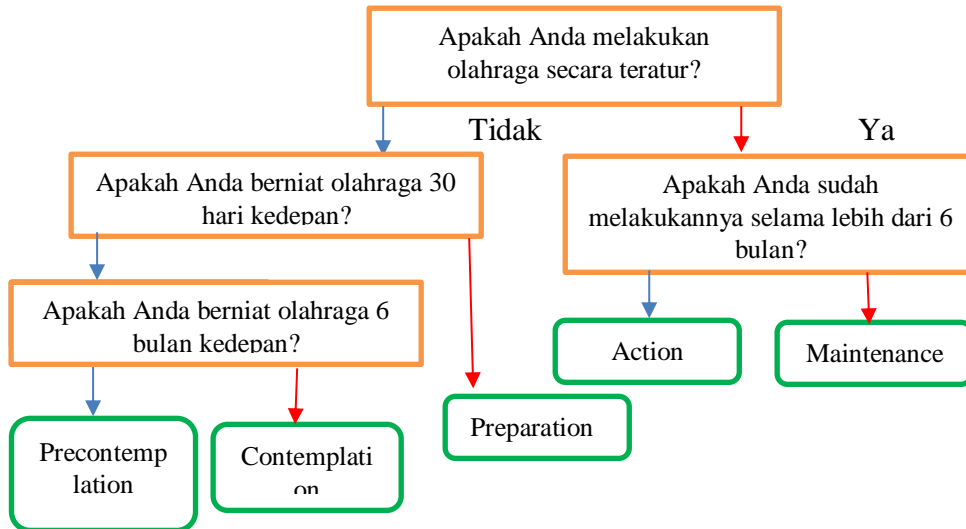 Apakah Anda melakukan
olahraga secara teratur?
Tidak
Ya
Apakah Anda berniat olahraga 30
hari kedepan?
Apakah Anda sudah
melakukannya selama lebih dari 6
bulan?
Apakah Anda berniat olahraga 6
bulan kedepan?
Action
Maintenance
Preparation
Precontemp
lation
Contemplati
on